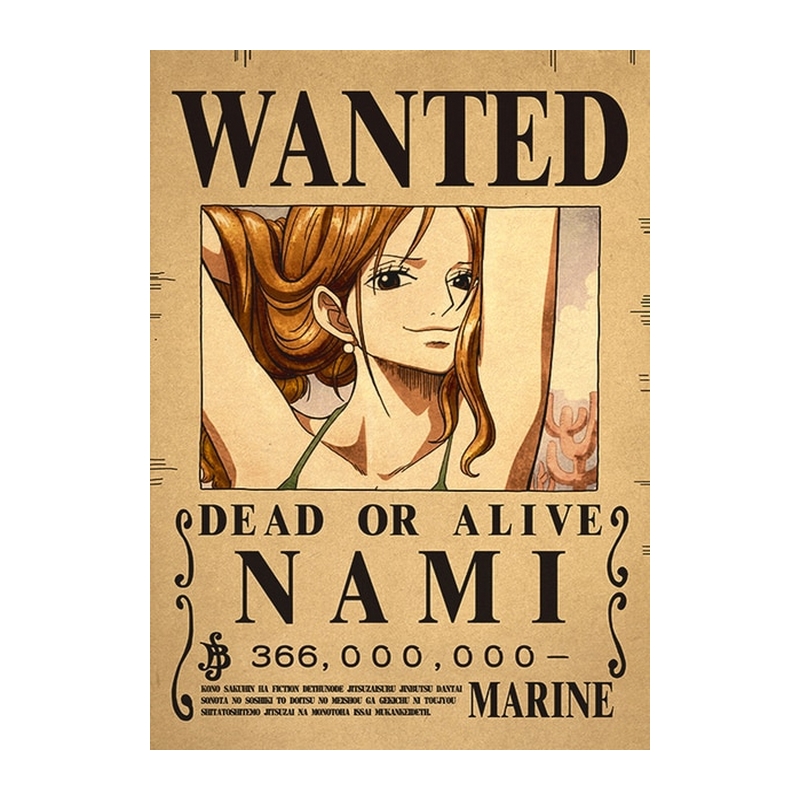 WANTED
DEAD OR ALIVE
NAMI
366,000,000–
KONO SAKUHIN HA FICTION DETHUNODE JITSUZAISURU JINBUTSU DANTAI
SONOTA NO SOSHIKI TO DOITSU NO MEISHOU GA GEKICHU NI TOUJYOU
SHITATOSHITEMO JITSUZAI NA MONOTOHA ISSAI MUKANKEIDETH.
MARINE